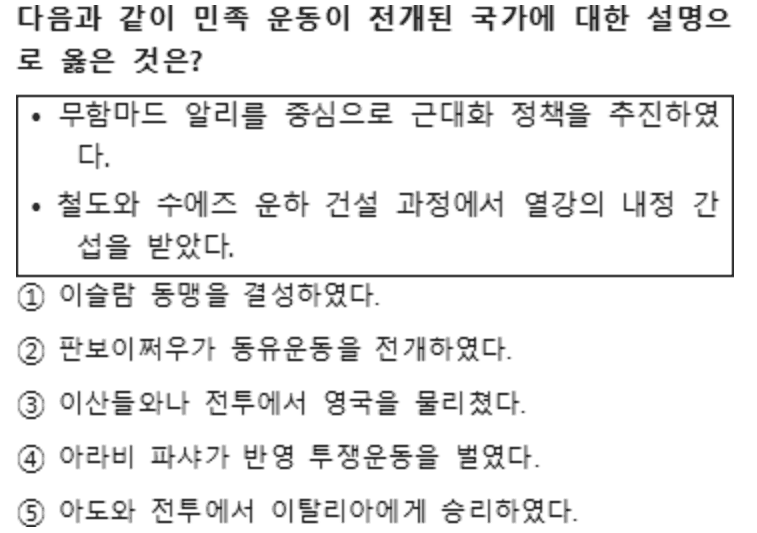 다음과 같이 민족 운동이 전개된 국가에 대한 설명으
로 옳은 것은?
• 무함마드 알리를 중심으로 근대화 정책을 추진하였
다.
• 철도와 수에즈 운하 건설 과정에서 열강의 내정 간
섭을 받았다.
① 이슬람 동맹을 결성하였다.
② 판보이쩌우가 동유운동을 전개하였다.
③ 이산들와나 전투에서 영국을 물리쳤다.
④ 아라비 파샤가 반영 투쟁운동을 벌였다.
⑤ 아도와 전투에서 이탈리아에게 승리하였다.